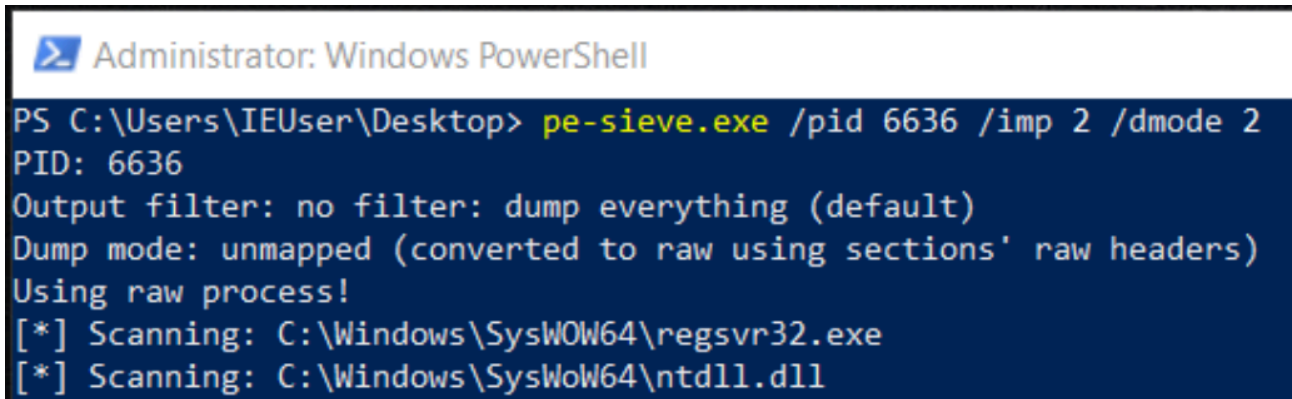 Administrator: Windows PowerShell
PS C:\Users\IEUser\Desktop> pe-sieve.exe /pid 6636 /imp 2 /dmode 2
PID: 6636
Output filter: no filter: dump everything (default)
Dump mode: unmapped (converted to raw using sections' raw headers)
Using raw process!
[*] Scanning: C:\Windows\SysWOW64\regsvr32.exe
[*] Scanning: C:\Windows\SysWoW64\ntdll.dll